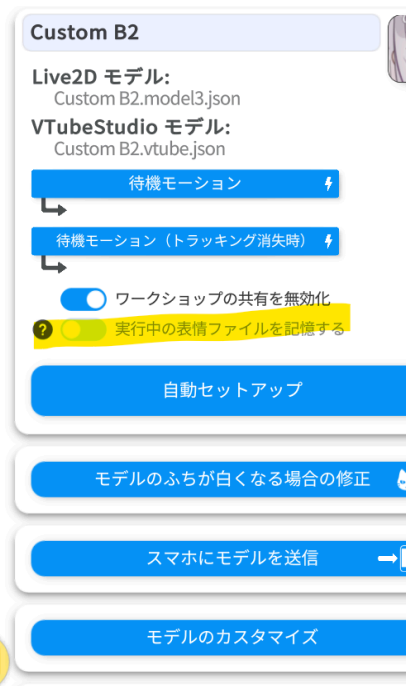 Custom B2
Live2D モデル:
Custom B2.model3.json
VTubeStudio モデル:
Custom B2.vtube.json
待機モーション
待機モーション（トラッキング消失時）
ワークショップの共有を無効化
? 実行中の表情ファイルを記憶する
自動セットアップ
モデルのふちが白くなる場合の修正
スマホにモデルを送信
モデルのカスタマイズ